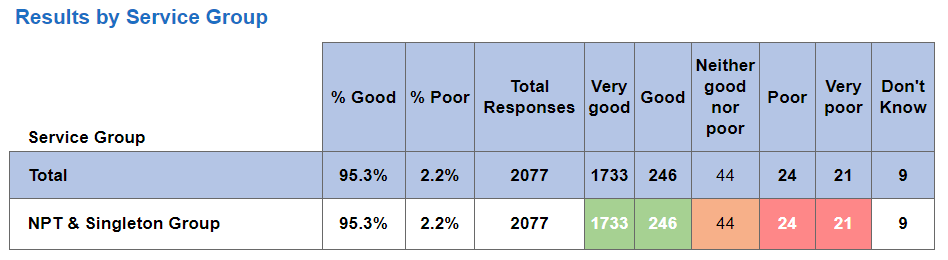 Results by Service Group
Service Group % Good % Poor Total Responses Very good Good Neither good nor poor Poor Very poor Don't Know
Total 95.3% 2.2% 2077 1733 246 44 24 21 9
NPT & Singleton Group 95.3% 2.2% 2077 1733 246 44 24 21 9